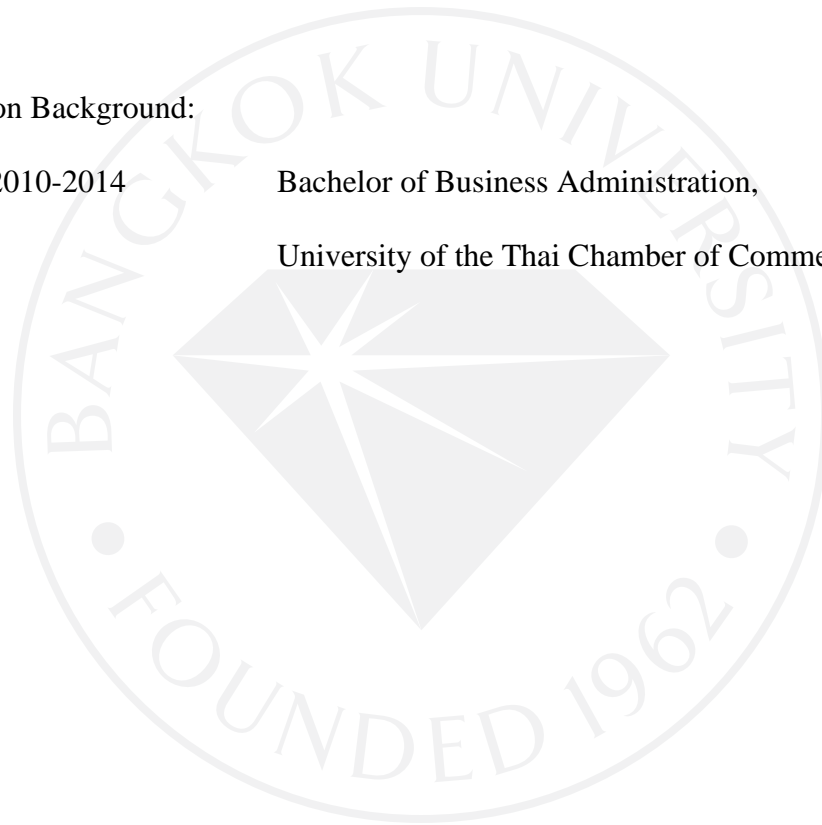 on Background:
2010-2014 Bachelor of Business Administration,
University of the Thai Chamber of Comme
BANGKOK UNIVERSITY
FOUNDED 1962